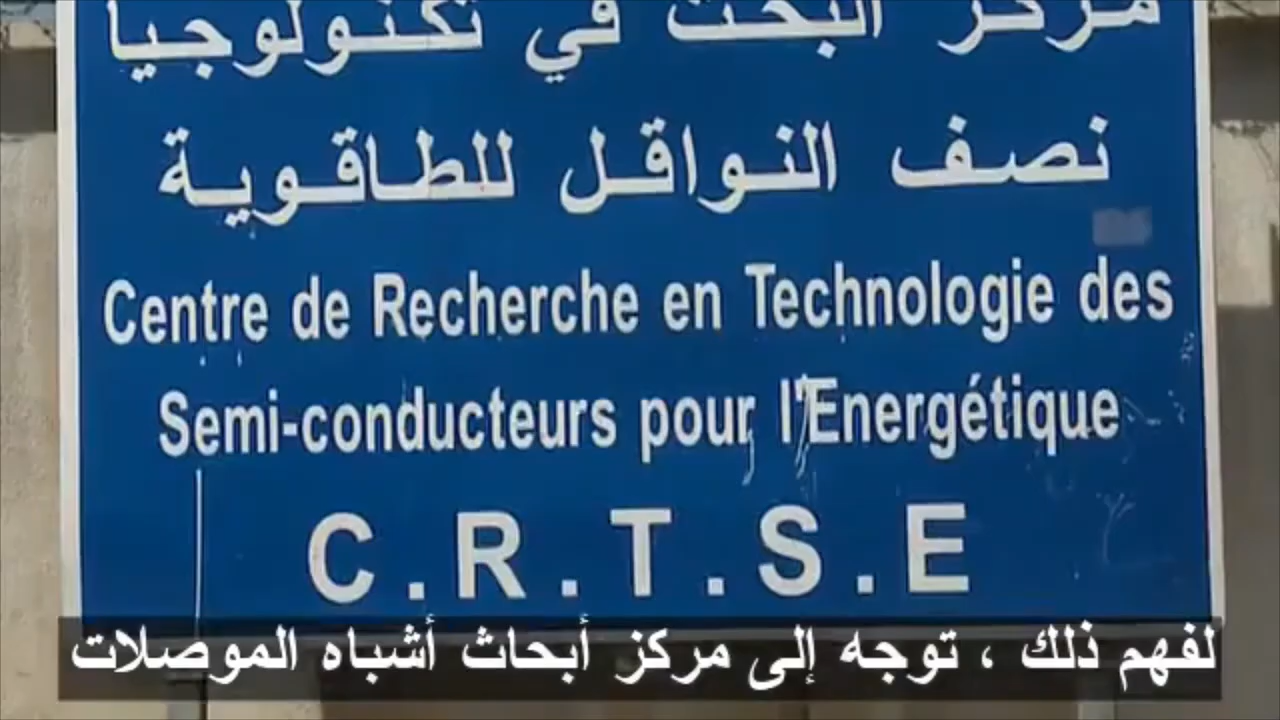 مركز البحث في تكنولوجيا
نصف النواقل للطاقوية
Centre de Recherche en Technologie des
Semi-conducteurs pour l'Energétique
C.R.T.S.E
لفهم ذلك ، توجه إلى مركز أبحاث أشباه الموصلات